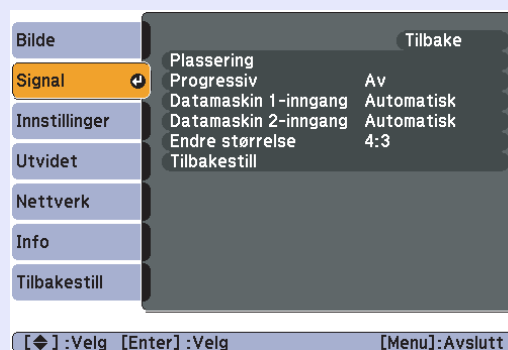 Bilde
Signal
Innstillinger
Utvidet
Nettverk
Info
Tilbakestill
Tilbake
Plassering
Progressiv Av
Datamaskin 1-inngang Automatisk
Datamaskin 2-inngang Automatisk
Endre størrelse 4:3
Tilbakestill
[ ] :Velg [Enter] :Velg [Menu]:Avslutt